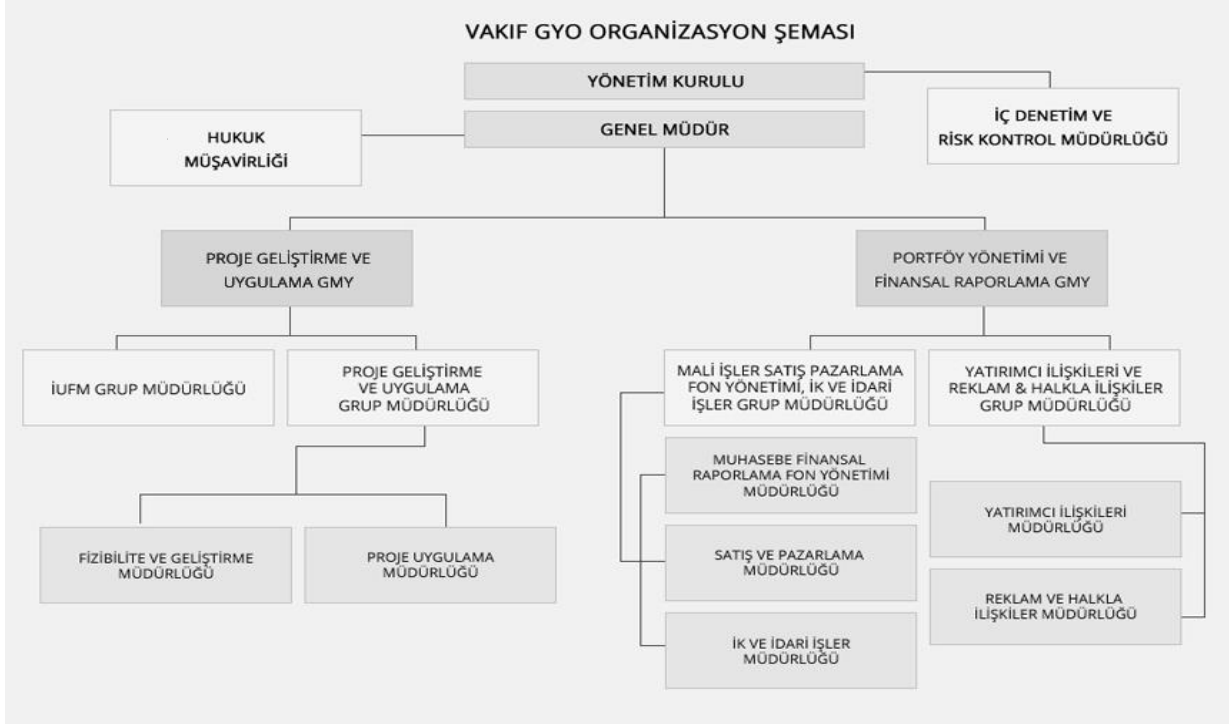 VAKIF GYO ORGANİZASYON ŞEMASI
YÖNETİM KURULU
GENEL MÜDÜR
HUKUK
MÜŞAVİRLİĞİ
İÇ DENETİM VE
RİSK KONTROL MÜDÜRLÜĞÜ
PROJE GELİŞTİRME VE
UYGULAMA GMY
PORTFÖY YÖNETİMİ VE
FİNANSAL RAPORLAMA GMY
İUFM GRUP MÜDÜRLÜĞÜ
PROJE GELİŞTİRME
VE UYGULAMA
GRUP MÜDÜRLÜĞÜ
MALİ İŞLER SATIŞ PAZARLAMA
FON YÖNETİMİ, İK VE İDARİ
İŞLER GRUP MÜDÜRLÜĞÜ
YATIRIMCI İLİŞKİLERİ VE
REKLAM & HALKLA İLİŞKİLER
GRUP MÜDÜRLÜĞÜ
FİZİBİLİTE VE GELİŞTİRME
MÜDÜRLÜĞÜ
PROJE UYGULAMA
MÜDÜRLÜĞÜ
MUHASEBE FİNANSAL
RAPORLAMA FON YÖNETİMİ
MÜDÜRLÜĞÜ
SATIŞ VE PAZARLAMA
MÜDÜRLÜĞÜ
İK VE İDARİ İŞLER
MÜDÜRLÜĞÜ
YATIRIMCI İLİŞKİLERİ
MÜDÜRLÜĞÜ
REKLAM VE HALKLA
İLİŞKİLER MÜDÜRLÜĞÜ